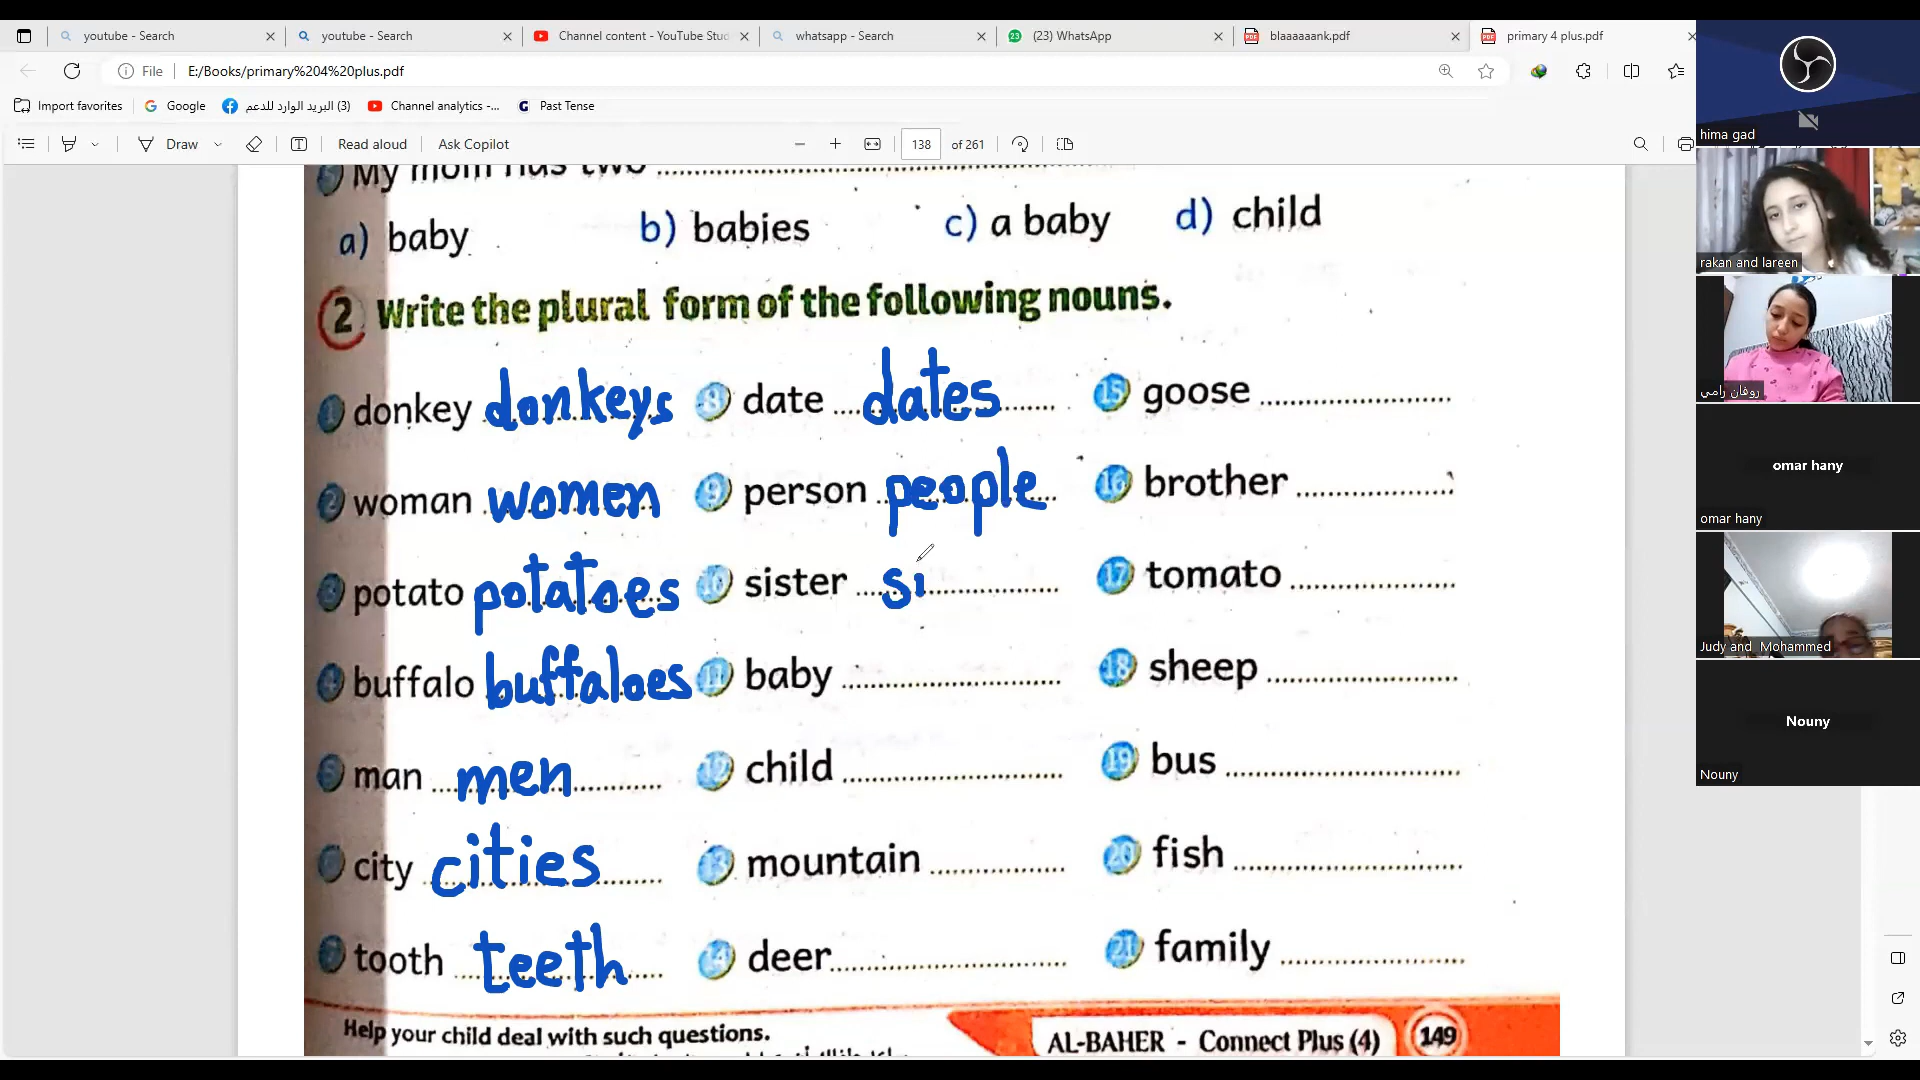 youtube - Search
youtube - Search
Channel content - YouTube Stud
whatsapp - Search
23
(23) WhatsApp
blaaaaaank.pdf
primary 4 plus.pdf
File
E:/Books/primary%204%20plus.pdf
Import favorites
Google
(3) البريد الوارد للدعم
Channel analytics -...
Past Tense
Draw
Read aloud
Ask Copilot
138
of 261
hima gad
rakan and lareen
روفان رامي
omar hany
omar hany
Judy and Mohammed
Nouny
Nouny
My mom has two ........
a) baby
b) babies
c) a baby
d) child
2 Write the plural form of the following nouns.
1 donkey donkeys 8 date dates 15 goose ........
2 woman women 9 person people 16 brother ........
3 potato potatoes 10 sister si ........ 17 tomato ........
4 buffalo buffaloes 11 baby ........ 18 sheep ........
5 man men 12 child ........ 19 bus ........
6 city cities 13 mountain ........ 20 fish ........
7 tooth teeth 14 deer ........ 21 family ........
Help your child deal with such questions.
AL-BAHER - Connect Plus (4) 149